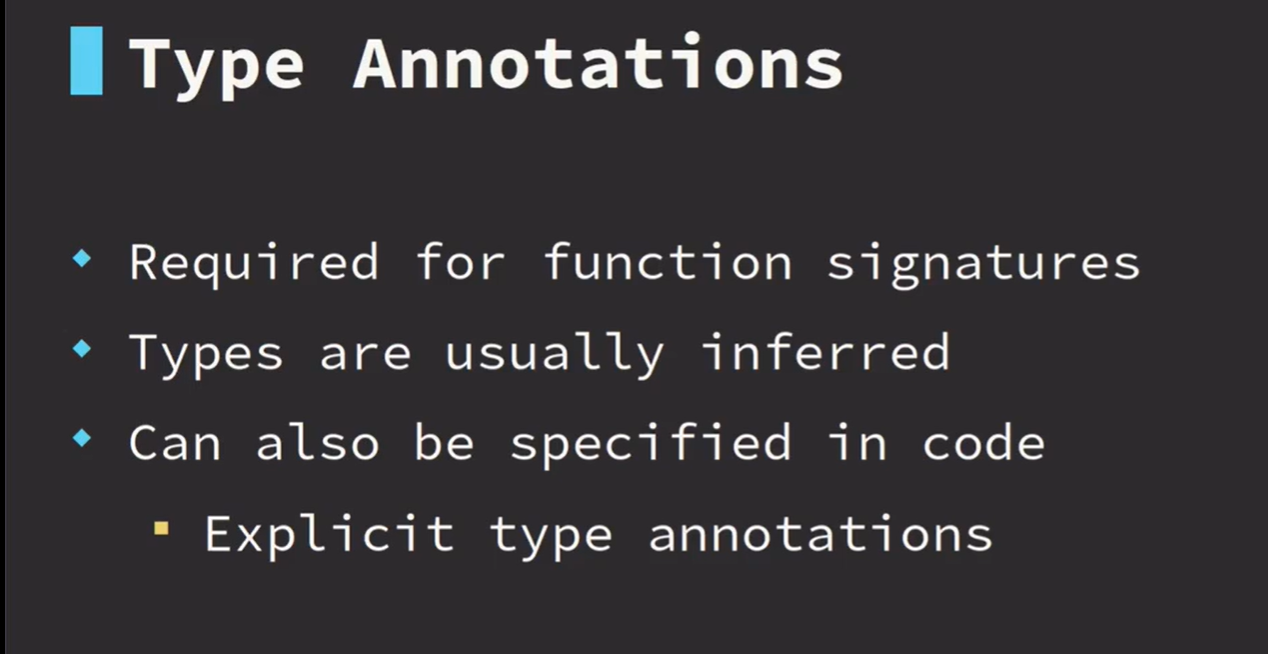 Type Annotations
Required for function signatures
Types are usually inferred
Can also be specified in code
Explicit type annotations